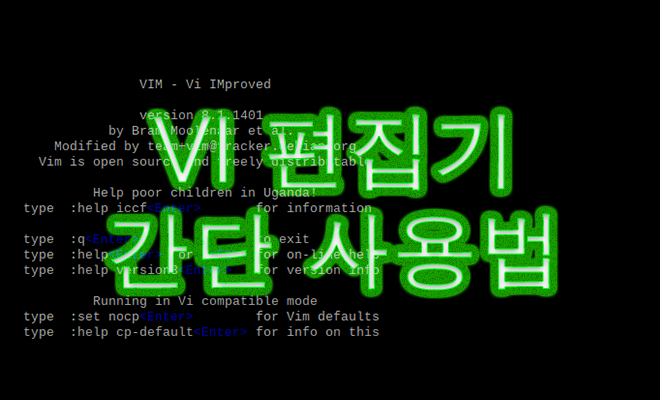 VIM - Vi IMproved
version 8.1.1401
by Bram Moolenaar et al.
Modified by team+vim@tracker.debian.org
Vim is open source and freely distributable
Help poor children in Uganda!
type :help iccf<Enter> for information
type :q<Enter> to exit
type :help for on-line help
type :help version8<Enter> for version info
Running in Vi compatible mode
type :set nocp<Enter> for Vim defaults
type :help cp-default<Enter> for info on this
VI 편집기
간단 사용법